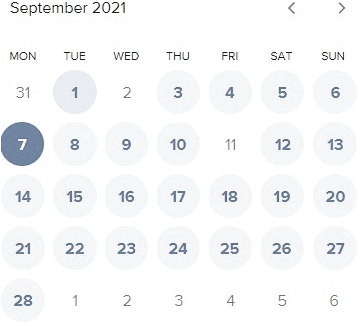 September 2021
MON TUE WED THU FRI SAT SUN
31 1 2 3 4 5 6
7 8 9 10 11 12 13
14 15 16 17 18 19 20
21 22 23 24 25 26 27
28 1 2 3 4 5 6